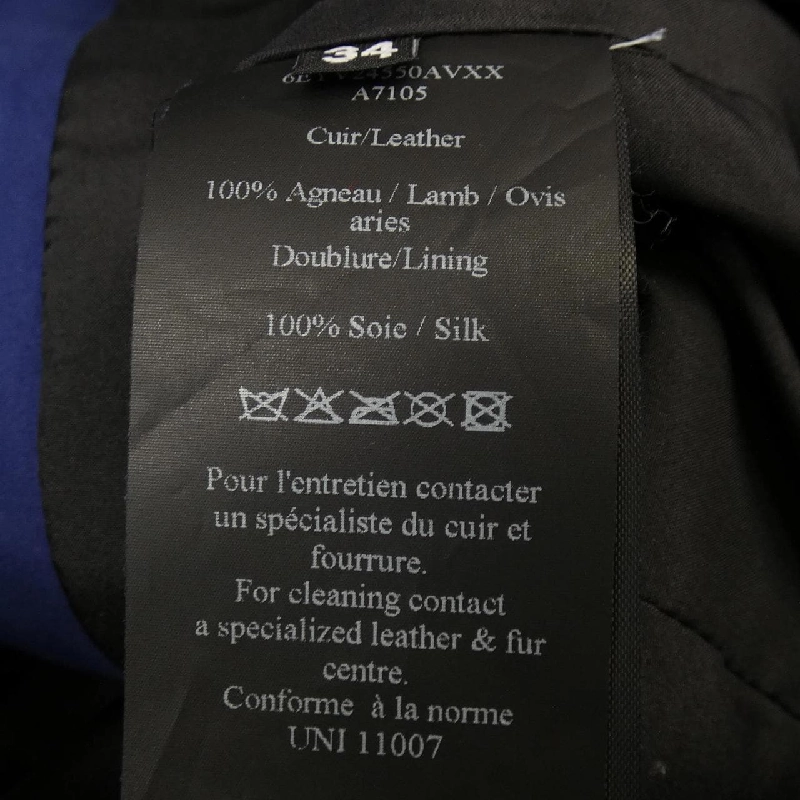 34
A7105
Cuir/Leather
100% Agneau / Lamb / Ovis
aries
Doublure/Lining
100% Soie / Silk
Pour l'entretien contacter
un spécialiste du cuir et
fourrure.
For cleaning contact
a specialized leather & fur
centre.
Conforme à la norme
UNI 11007